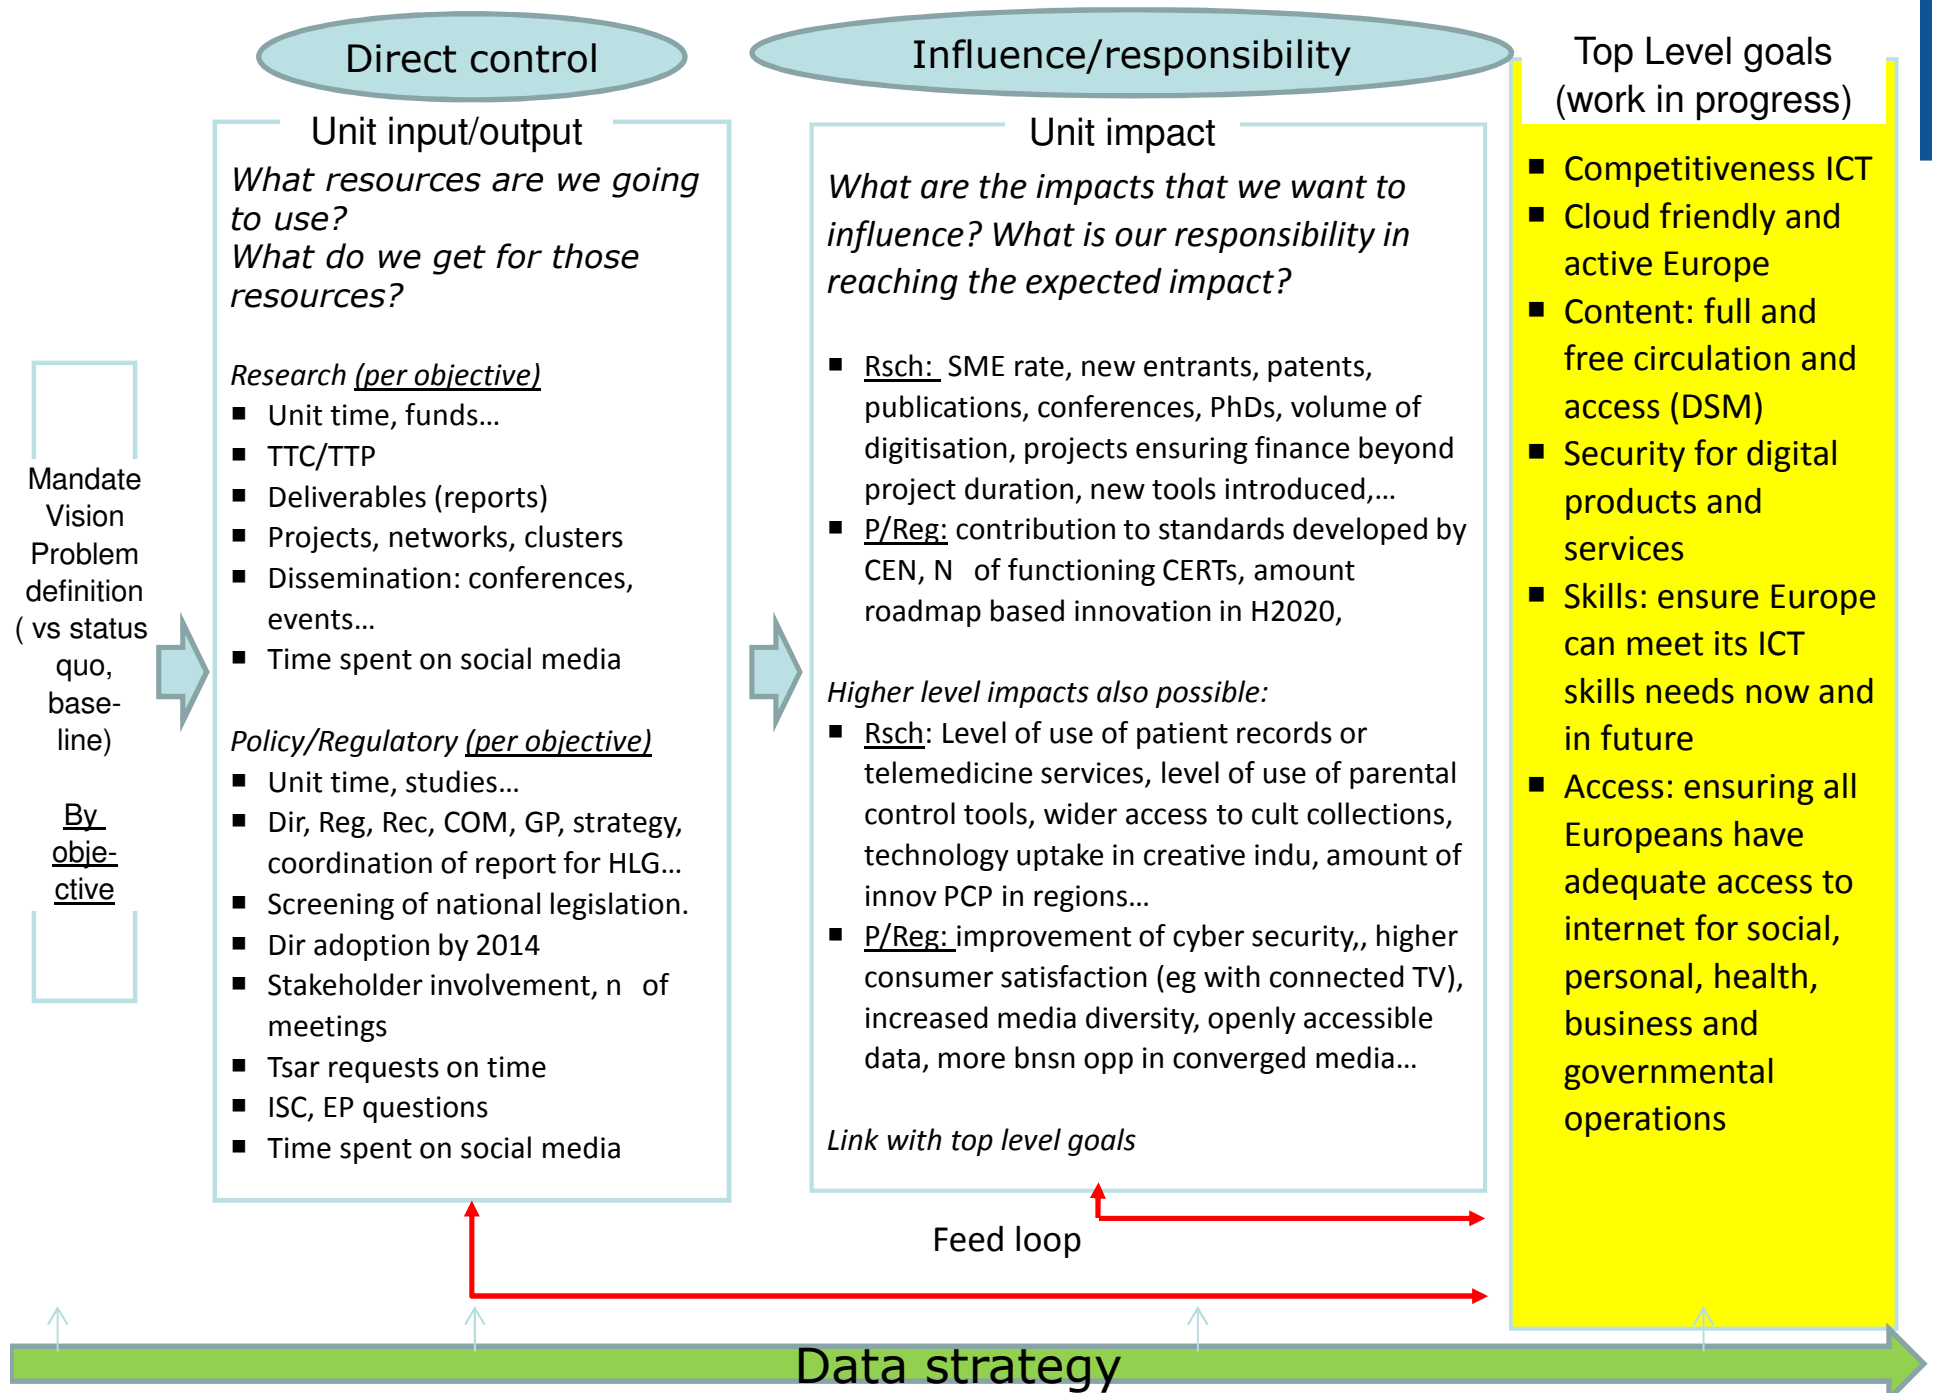 Direct control
Influence/responsibility
Top Level goals
(work in progress)
Mandate
Vision
Problem
definition
( vs status
quo,
base-
line)
By
obje-
ctive
Unit input/output
What resources are we going
to use?
What do we get for those
resources?
Research (per objective)
■ Unit time, funds…
■ TTC/TTP
■ Deliverables (reports)
■ Projects, networks, clusters
■ Dissemination: conferences,
events…
■ Time spent on social media
Policy/Regulatory (per objective)
■ Unit time, studies…
■ Dir, Reg, Rec, COM, GP, strategy,
coordination of report for HLG…
■ Screening of national legislation.
■ Dir adoption by 2014
■ Stakeholder involvement, n of
meetings
■ Tsar requests on time
■ ISC, EP questions
■ Time spent on social media
Unit impact
What are the impacts that we want to
influence? What is our responsibility in
reaching the expected impact?
■ Rsch: SME rate, new entrants, patents,
publications, conferences, PhDs, volume of
digitisation, projects ensuring finance beyond
project duration, new tools introduced,…
■ P/Reg: contribution to standards developed by
CEN, N of functioning CERTs, amount
roadmap based innovation in H2020,
Higher level impacts also possible:
■ Rsch: Level of use of patient records or
telemedicine services, level of use of parental
control tools, wider access to cult collections,
technology uptake in creative indu, amount of
innov PCP in regions…
■ P/Reg: improvement of cyber security,, higher
consumer satisfaction (eg with connected TV),
increased media diversity, openly accessible
data, more bnsn opp in converged media…
Link with top level goals
■ Competitiveness ICT
■ Cloud friendly and
active Europe
■ Content: full and
free circulation and
access (DSM)
■ Security for digital
products and
services
■ Skills: ensure Europe
can meet its ICT
skills needs now and
in future
■ Access: ensuring all
Europeans have
adequate access to
internet for social,
personal, health,
business and
governmental
operations
Feed loop
Data strategy